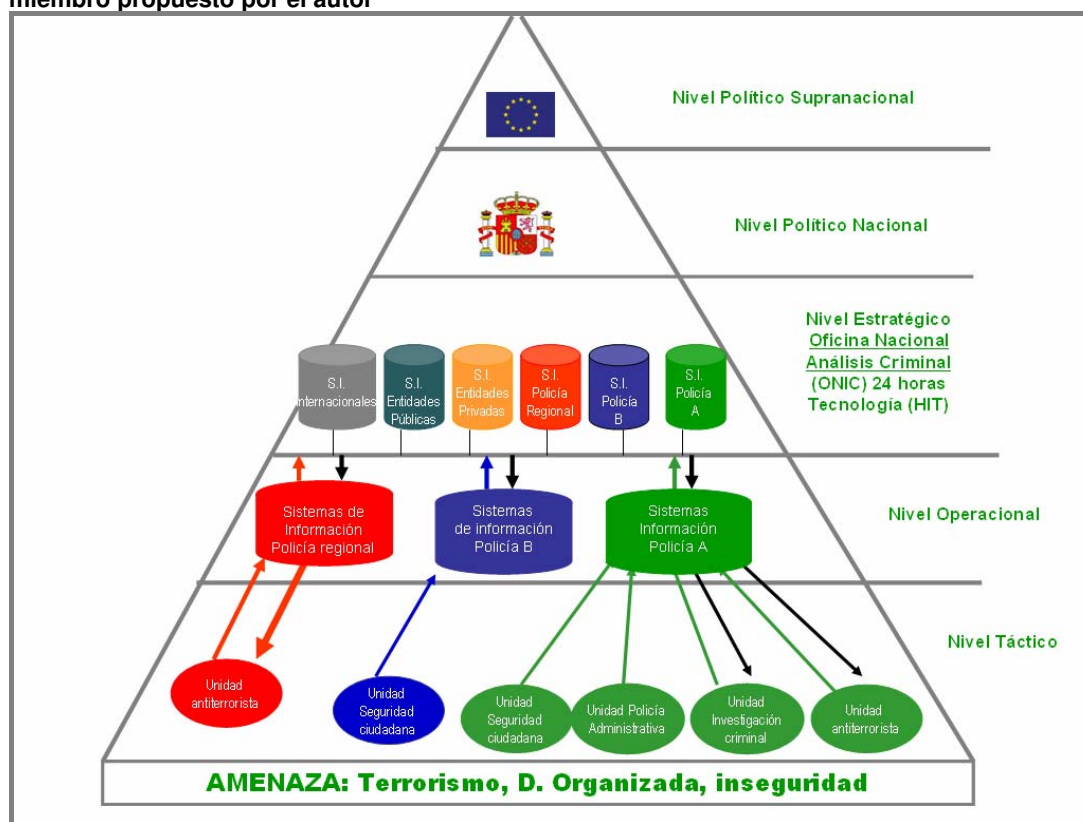 miembro propuesto por el autor
Nivel Político Supranacional
Nivel Político Nacional
Nivel Estratégico
Oficina Nacional
Análisis Criminal
(ONIC) 24 horas
Tecnología (HIT)
S.I.
Internacionales
S.I.
Entidades
Públicas
S.I.
Entidades
Privadas
S.I.
Policía
Regional
S.I.
Policía
B
S.I.
Policía
A
Sistemas de
Información
Policía regional
Sistemas
de información
Policía B
Sistemas
Información
Policía A
Nivel Operacional
Nivel Táctico
Unidad
antiterrorista
Unidad
Seguridad
ciudadana
Unidad
Seguridad
ciudadana
Unidad Policía
Administrativa
Unidad
Investigación
criminal
Unidad
antiterrorista
AMENAZA: Terrorismo, D. Organizada, inseguridad